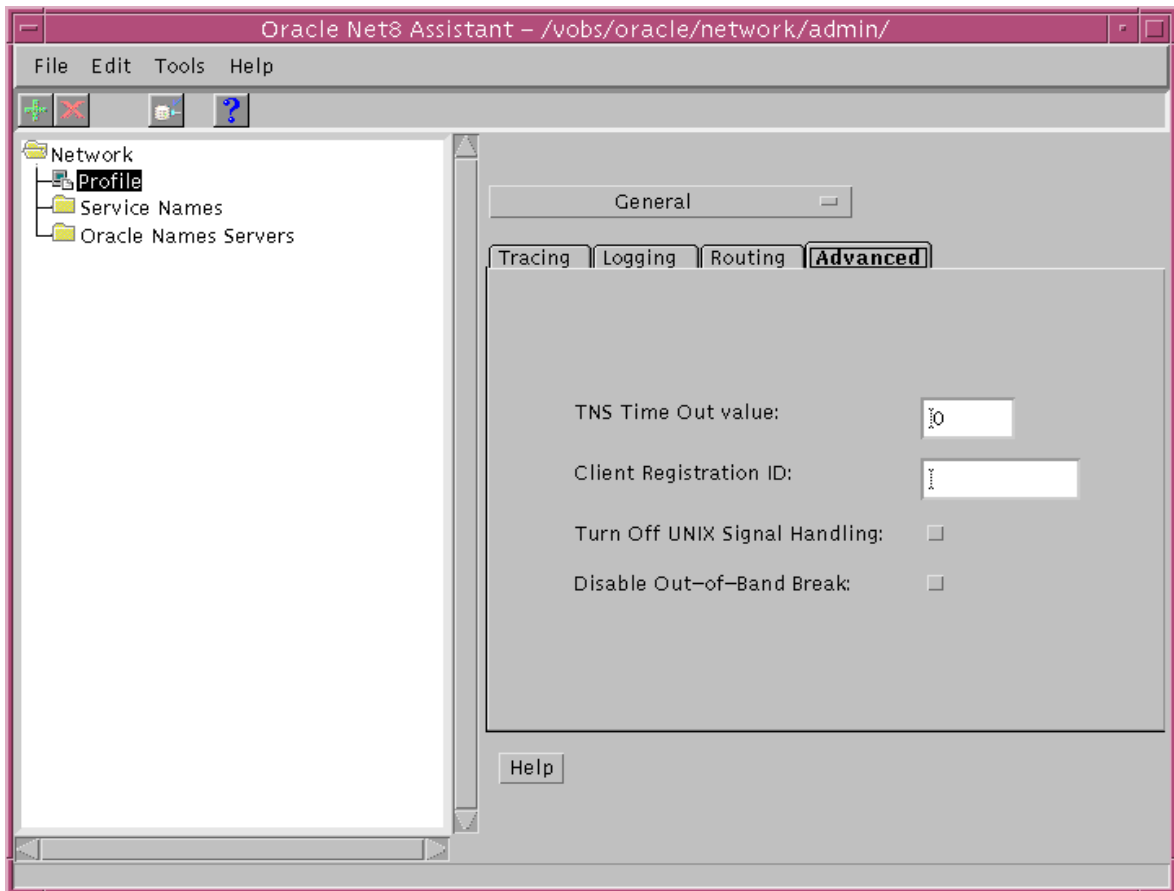 Oracle Net8 Assistant – /vobs/oracle/network/admin/
File Edit Tools Help
?
Network
Profile
Service Names
Oracle Names Servers
General
Tracing Logging Routing Advanced
TNS Time Out value: 0
Client Registration ID:
Turn Off UNIX Signal Handling:
Disable Out–of–Band Break:
Help